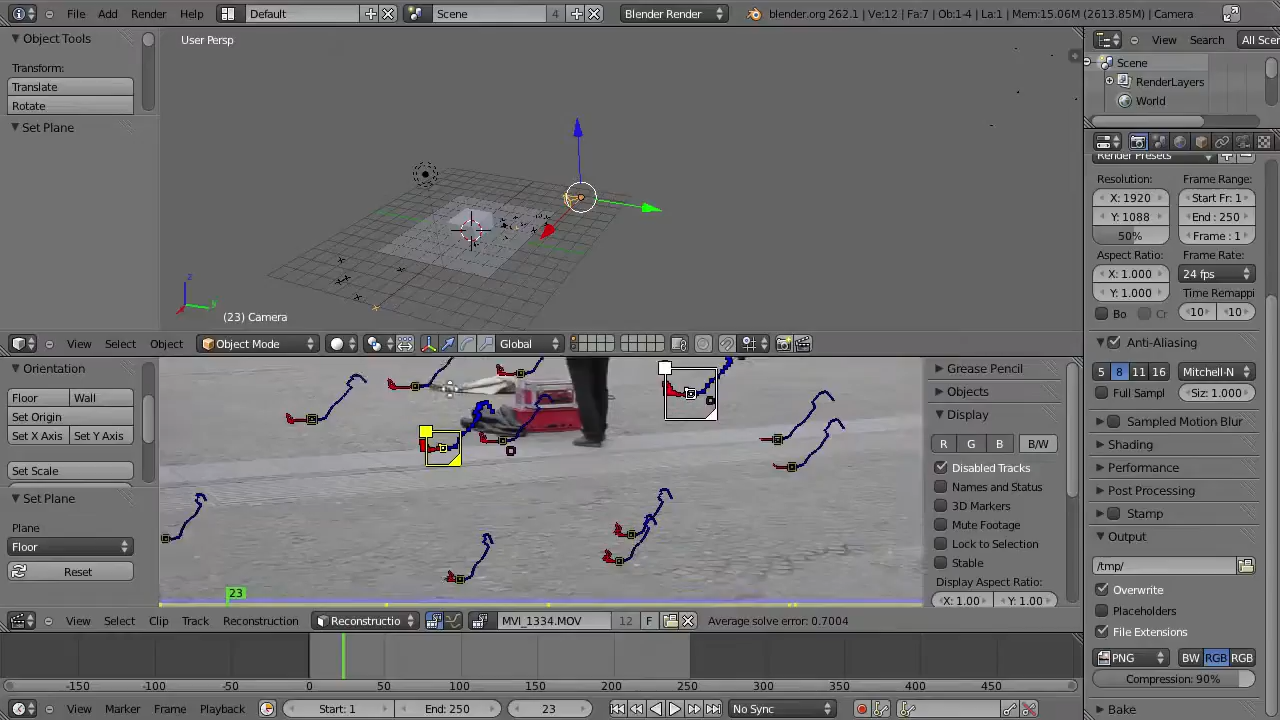 File Add Render Help Default Scene 4 Blender Render blender.org 262.1 | Ve:12 | Fa:7 | Ob:1-4 | La:1 | Mem:15.06M (2613.85M) | Camera
Object Tools
Transform:
Translate
Rotate
Set Plane
User Persp
z
y
(23) Camera
View Select Object Object Mode Global
Orientation
Floor Wall
Set Origin
Set X Axis Set Y Axis
Set Scale
Set Plane
Plane
Floor
Reset
23
Grease Pencil
Objects
Display
R G B B/W
Disabled Tracks
Names and Status
3D Markers
Mute Footage
Lock to Selection
Stable
Display Aspect Ratio:
X: 1.00 Y: 1.00
View Select Clip Track Reconstruction Reconstructio MVI_1334.MOV 12 F Average solve error: 0.7004
-150 -100 -50 0 50 100 150 200 250 300 350 400 450
View Marker Frame Playback Start: 1 End: 250 23 No Sync
View Search All Scen
Scene
RenderLayers
World
Render Presets
Resolution: Frame Range:
X: 1920 Start Fr: 1
Y: 1088 End : 250
50% Frame : 1
Aspect Ratio: Frame Rate:
X: 1.000 24 fps
Y: 1.000 Time Remappi
Bo Cr 10 10
Anti-Aliasing
5 8 11 16 Mitchell-N
Full Sampl Siz: 1.000
Sampled Motion Blur
Shading
Performance
Post Processing
Stamp
Output
/tmp/
Overwrite
Placeholders
File Extensions
PNG BW RGB RGB
Compression: 90%
Bake